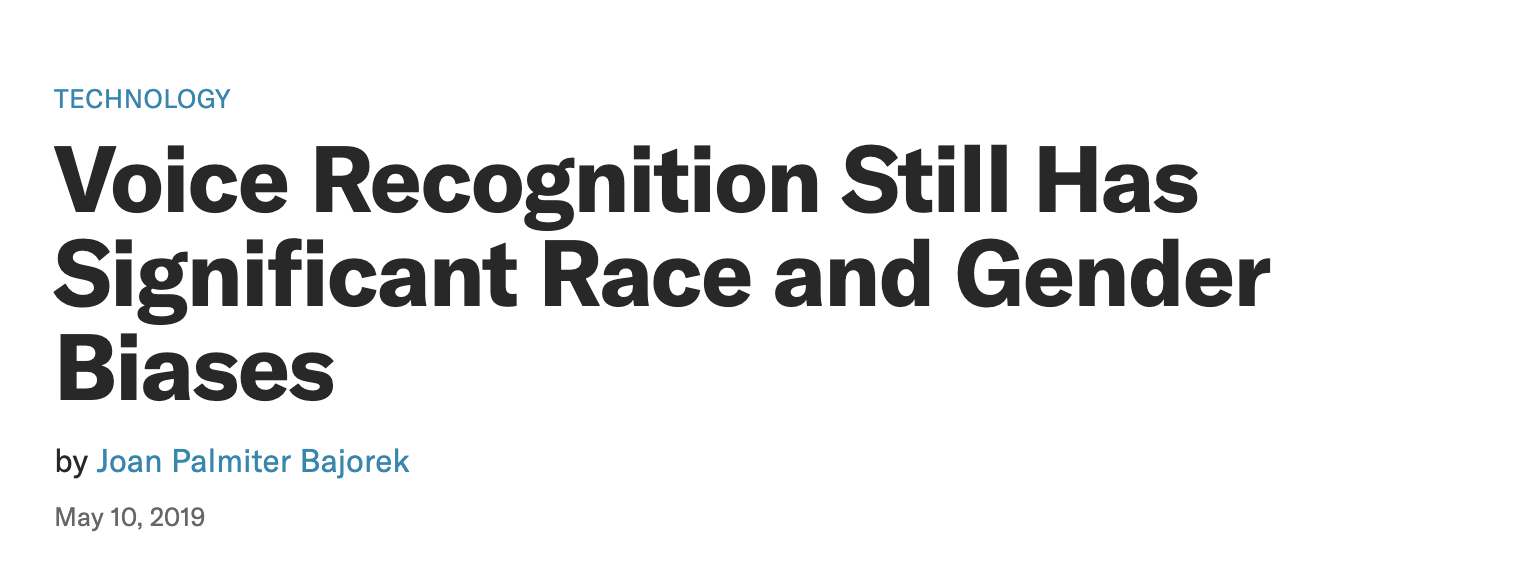 TECHNOLOGY
Voice Recognition Still Has
Significant Race and Gender
Biases
by Joan Palmiter Bajorek
May 10, 2019